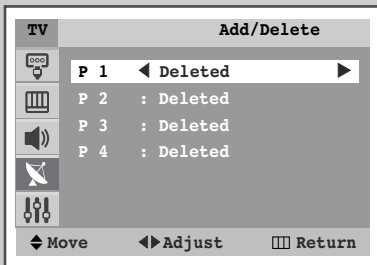 TV Add/Delete
P 1 ◀ Deleted ▶
P 2 : Deleted
P 3 : Deleted
P 4 : Deleted
Move Adjust Return